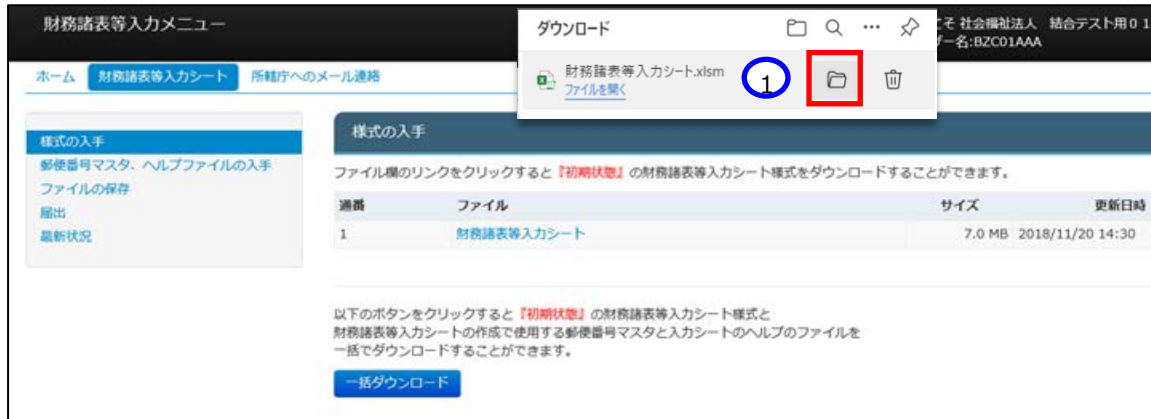 財務諸表等入力メニュー
ダウンロード
こそ 社会福祉法人 結合テスト用01
ザー名:BZC01AAA
財務諸表等入力シート.xlsm
ファイルを開く
1
ホーム 財務諸表等入力シート 所轄庁へのメール連絡
様式の入手
郵便番号マスタ、ヘルプファイルの入手
ファイルの保存
届出
最新状況
様式の入手
ファイル欄のリンクをクリックすると『初期状態』の財務諸表等入力シート様式をダウンロードすることができます。
通番 ファイル サイズ 更新日時
1 財務諸表等入力シート 7.0 MB 2018/11/20 14:30
以下のボタンをクリックすると『初期状態』の財務諸表等入力シート様式と
財務諸表等入力シートの作成で使用する郵便番号マスタと入力シートのヘルプのファイルを
一括でダウンロードすることができます。
一括ダウンロード